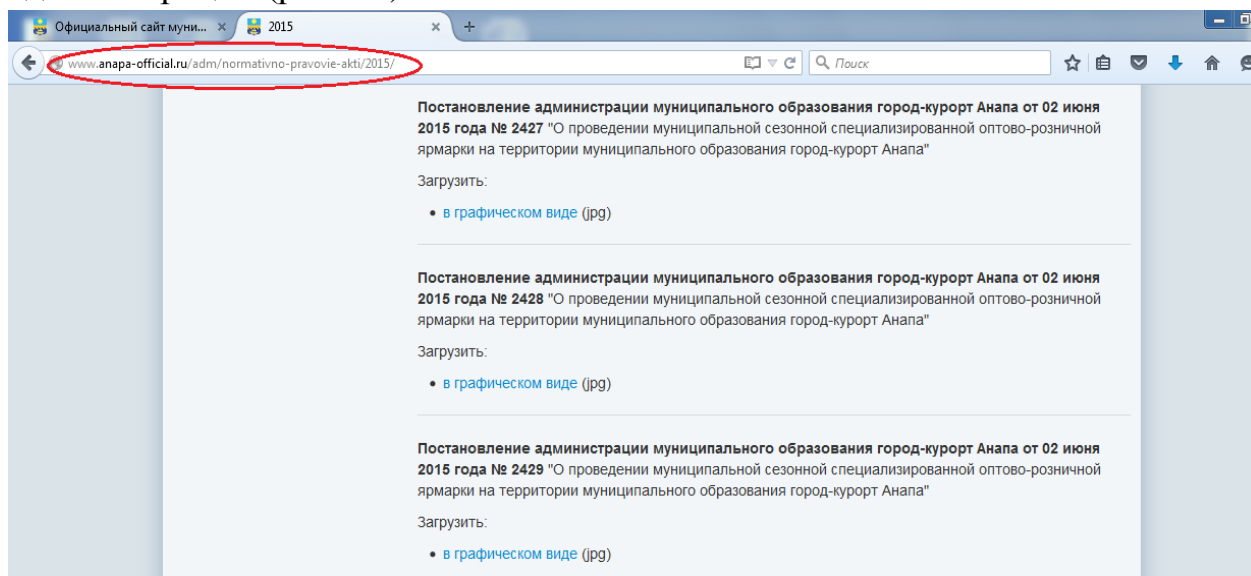 Официальный сайт муни... × 2015 × +
www.anapa-official.ru/adm/normativno-pravovie-akti/2015/ Поиск
Постановление администрации муниципального образования город-курорт Анапа от 02 июня
2015 года № 2427 "О проведении муниципальной сезонной специализированной оптово-розничной
ярмарки на территории муниципального образования город-курорт Анапа"
Загрузить:
• в графическом виде (jpg)
Постановление администрации муниципального образования город-курорт Анапа от 02 июня
2015 года № 2428 "О проведении муниципальной сезонной специализированной оптово-розничной
ярмарки на территории муниципального образования город-курорт Анапа"
Загрузить:
• в графическом виде (jpg)
Постановление администрации муниципального образования город-курорт Анапа от 02 июня
2015 года № 2429 "О проведении муниципальной сезонной специализированной оптово-розничной
ярмарки на территории муниципального образования город-курорт Анапа"
Загрузить:
• в графическом виде (jpg)